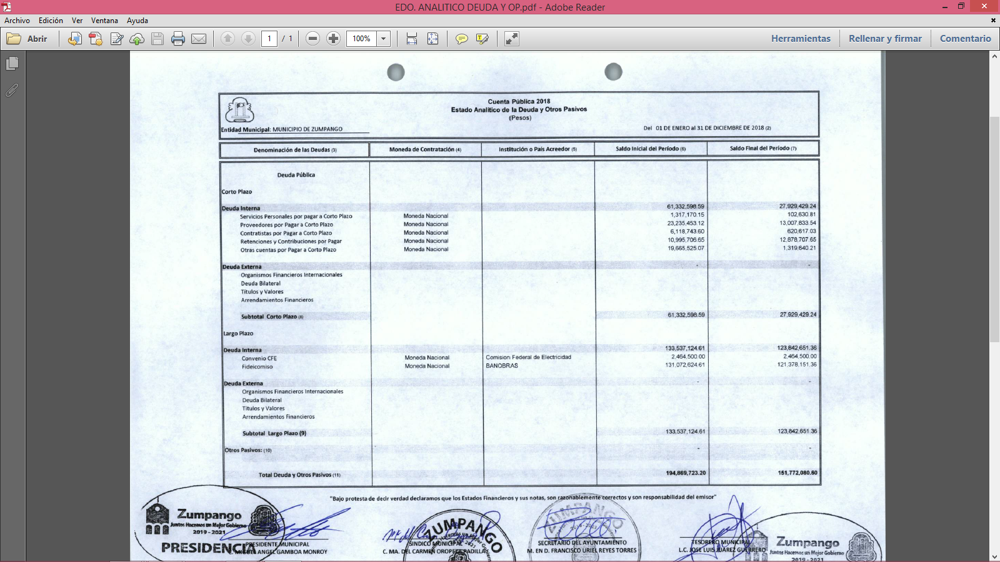 EDO. ANALITICO DEUDA Y OP.pdf - Adobe Reader
Archivo Edición Ver Ventana Ayuda
Abrir 1 / 1 100% Herramientas Rellenar y firmar Comentario
Cuenta Pública 2018
Estado Analitico de la Deuda y Otros Pasivos
(Pesos)
Entidad Municipal: MUNICIPIO DE ZUMPANGO Del 01 DE ENERO al 31 DE DICIEMBRE DE 2018 (2)
Denominación de las Deudas (3) Moneda de Contratación (4) Institución o País Acreedor (5) Saldo Inicial del Período (6) Saldo Final del Período (7)
Deuda Pública
Corto Plazo
Deuda Interna 61,332,598.59 27,929,429.24
Servicios Personales por pagar a Corto Plazo Moneda Nacional 1,317,170.15 102,630.81
Proveedores por Pagar a Corto Plazo Moneda Nacional 23,235,453.12 13,007,833.54
Contratistas por Pagar a Corto Plazo Moneda Nacional 6,118,743.60 620,617.03
Retenciones y Contribuciones por Pagar Moneda Nacional 10,995,706.65 12,878,707.65
Otras cuentas por Pagar a Corto Plazo Moneda Nacional 19,665,525.07 1,319,640.21
Deuda Externa - -
Organismos Financieros Internacionales
Deuda Bilateral
Títulos y Valores
Arrendamientos Financieros
Subtotal Corto Plazo (8) 61,332,598.59 27,929,429.24
Largo Plazo
Deuda Interna 133,537,124.61 123,842,651.36
Convenio CFE Moneda Nacional Comision Federal de Electricidad 2,464,500.00 2,464,500.00
Fideicomiso Moneda Nacional BANOBRAS 131,072,624.61 121,378,151.36
Deuda Externa - -
Organismos Financieros Internacionales
Deuda Bilateral
Títulos y Valores
Arrendamientos Financieros
Subtotal Largo Plazo (9) 133,537,124.61 123,842,651.36
Otros Pasivos: (10) - -
Total Deuda y Otros Pasivos (11) 194,869,723.20 151,772,080.60
"Bajo protesta de decir verdad declaramos que los Estados Financieros y sus notas, son razonablemente correctos y son responsabilidad del emisor"
Zumpango
Juntos Hacemos un Mejor Gobierno
2019 - 2021
PRESIDENCIA
PRESIDENTE MUNICIPAL
C. MIGUEL ANGEL GAMBOA MONROY
ZUMPANGO
SINDICO MUNICIPAL
C. MA. DEL CARMEN OROPEZA PADILLA
ZUMPANGO
SECRETARIO DEL AYUNTAMIENTO
M. EN D. FRANCISCO URIEL REYES TORRES
TESORERO MUNICIPAL
L.C. JOSE LUIS JUAREZ GUERRERO
Zumpango
Juntos Hacemos un Mejor Gobierno
2019 - 2021